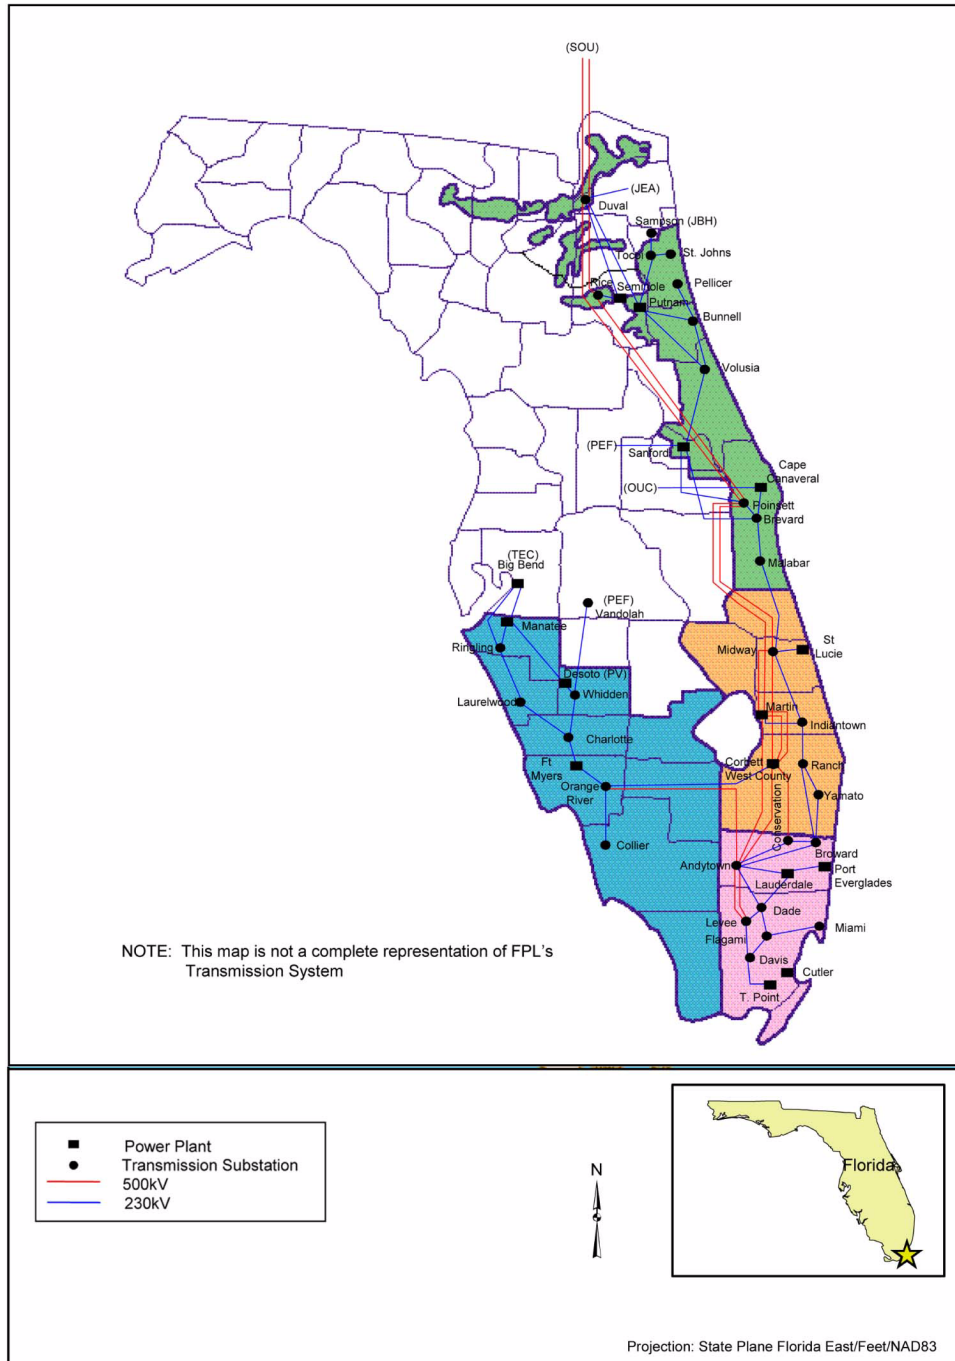 (SOU)
(JEA)
Duval
Sampson (JBH)
Tocoi
St. Johns
Rice
Seminole
Pellicer
Putnam
Bunnell
Volusia
(PEF)
Sanford
Cape
Canaveral
(OUC)
Poinsett
Brevard
(TEC)
Big Bend
Malabar
(PEF)
Vandolah
Manatee
St
Lucie
Ringling
Midway
Desoto (PV)
Whidden
Laurelwood
Martin
Indiantown
Charlotte
Ft
Myers
Corbett
West County
Ranch
Orange
River
Yamato
Conservation
Collier
Broward
Andytown
Port
Everglades
Lauderdale
Dade
Levee
Miami
Flagami
Davis
Cutler
T. Point
NOTE: This map is not a complete representation of FPL's
Transmission System
Power Plant
Transmission Substation
500kV
230kV
N
Florida
Projection: State Plane Florida East/Feet/NAD83